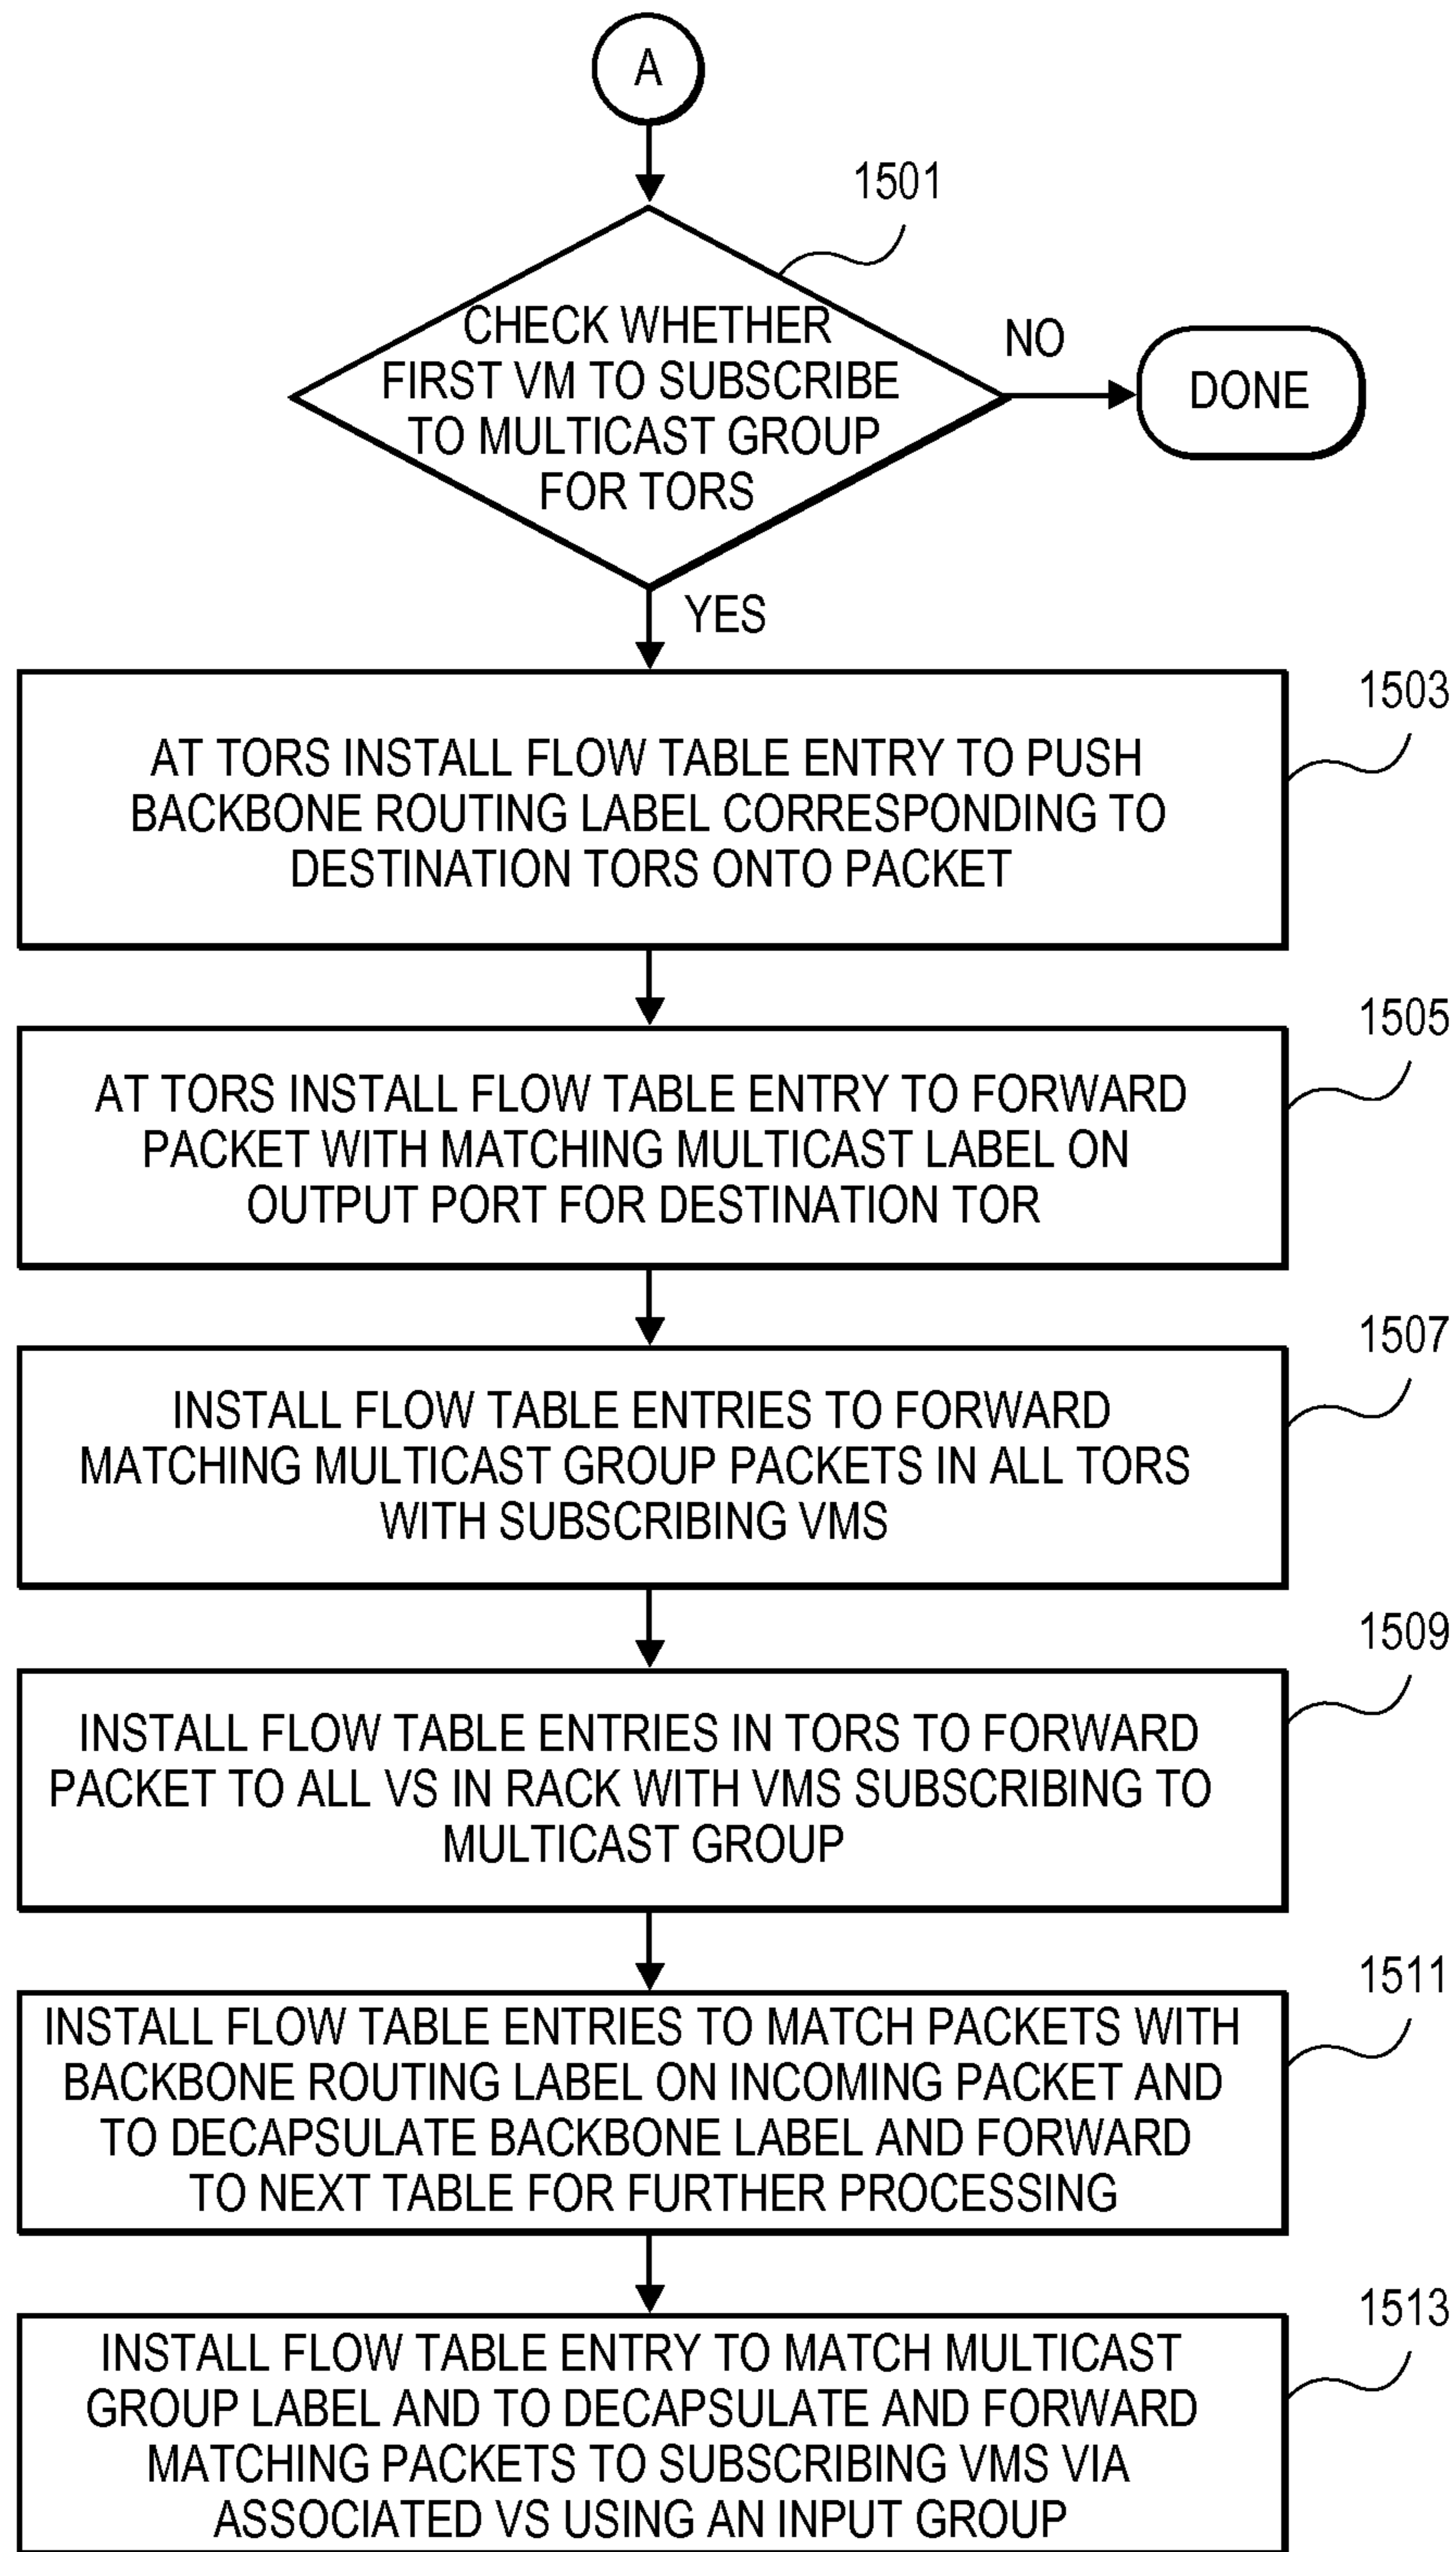 A
1501
CHECK WHETHER
FIRST VM TO SUBSCRIBE
TO MULTICAST GROUP
FOR TORS
NO
DONE
YES
1503
AT TORS INSTALL FLOW TABLE ENTRY TO PUSH
BACKBONE ROUTING LABEL CORRESPONDING TO
DESTINATION TORS ONTO PACKET
1505
AT TORS INSTALL FLOW TABLE ENTRY TO FORWARD
PACKET WITH MATCHING MULTICAST LABEL ON
OUTPUT PORT FOR DESTINATION TOR
1507
INSTALL FLOW TABLE ENTRIES TO FORWARD
MATCHING MULTICAST GROUP PACKETS IN ALL TORS
WITH SUBSCRIBING VMS
1509
INSTALL FLOW TABLE ENTRIES IN TORS TO FORWARD
PACKET TO ALL VS IN RACK WITH VMS SUBSCRIBING TO
MULTICAST GROUP
1511
INSTALL FLOW TABLE ENTRIES TO MATCH PACKETS WITH
BACKBONE ROUTING LABEL ON INCOMING PACKET AND
TO DECAPSULATE BACKBONE LABEL AND FORWARD
TO NEXT TABLE FOR FURTHER PROCESSING
1513
INSTALL FLOW TABLE ENTRY TO MATCH MULTICAST
GROUP LABEL AND TO DECAPSULATE AND FORWARD
MATCHING PACKETS TO SUBSCRIBING VMS VIA
ASSOCIATED VS USING AN INPUT GROUP